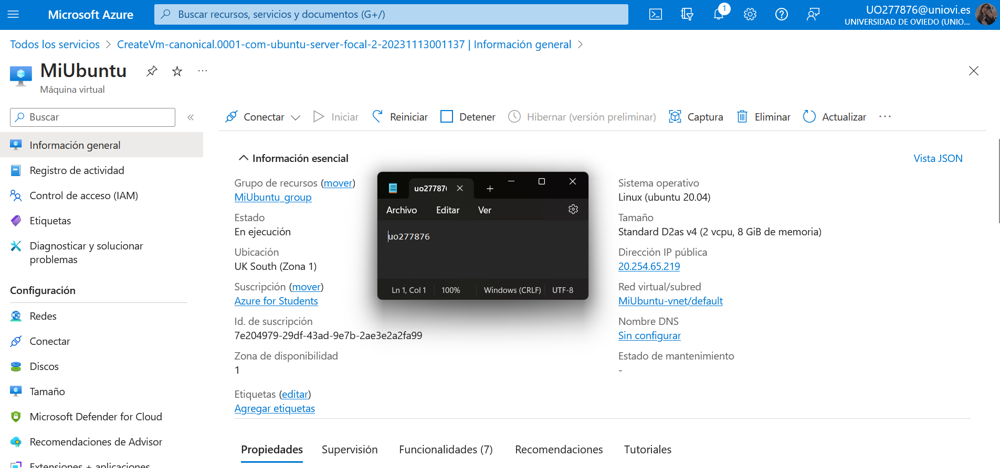 Microsoft Azure
Buscar recursos, servicios y documentos (G+/)
1
UO277876@uniovi.es
UNIVERSIDAD DE OVIEDO (UNIO...
Todos los servicios > CreateVm-canonical.0001-com-ubuntu-server-focal-2-20231113001137 | Información general >
MiUbuntu
Máquina virtual
Buscar
Información general
Registro de actividad
Control de acceso (IAM)
Etiquetas
Diagnosticar y solucionar
problemas
Configuración
Redes
Conectar
Discos
Tamaño
Microsoft Defender for Cloud
Recomendaciones de Advisor
Extensiones + aplicaciones
Conectar Iniciar Reiniciar Detener Hibernar (versión preliminar) Captura Eliminar Actualizar ...
Información esencial
Vista JSON
Grupo de recursos (mover)
MiUbuntu_group
Estado
En ejecución
Ubicación
UK South (Zona 1)
Suscripción (mover)
Azure for Students
Id. de suscripción
7e204979-29df-43ad-9e7b-2ae3e2a2fa99
Zona de disponibilidad
1
Etiquetas (editar)
Agregar etiquetas
uo277876
Archivo Editar Ver
uo277876
Ln 1, Col 1 100% Windows (CRLF) UTF-8
Sistema operativo
Linux (ubuntu 20.04)
Tamaño
Standard D2as v4 (2 vcpu, 8 GiB de memoria)
Dirección IP pública
20.254.65.219
Red virtual/subred
MiUbuntu-vnet/default
Nombre DNS
Sin configurar
Estado de mantenimiento
-
Propiedades Supervisión Funcionalidades (7) Recomendaciones Tutoriales